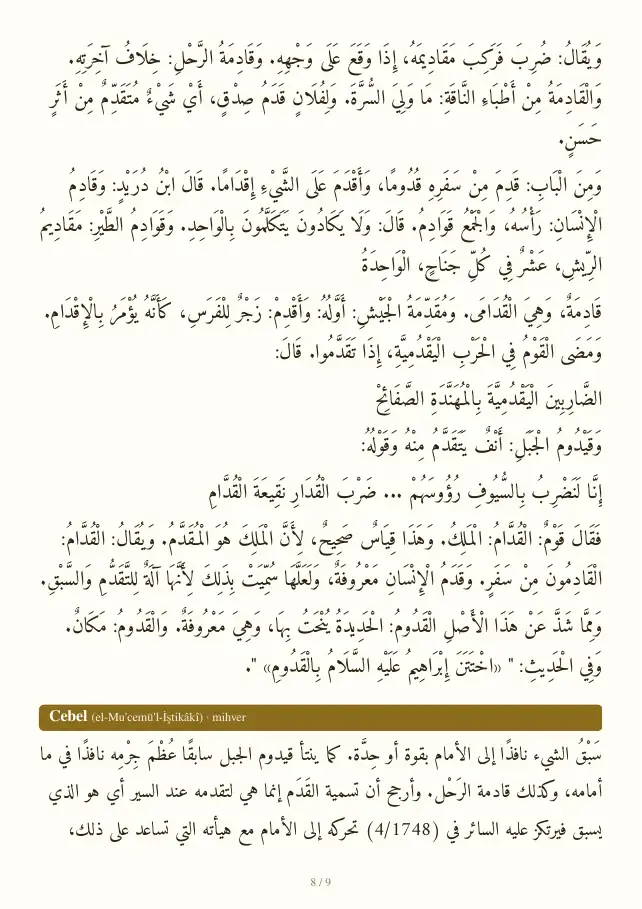 وَيُقَالُ: ضُرِبَ فَرَكِبَ مَقَادِيمَهُ، إِذَا وَقَعَ عَلَى وَجْهِهِ. وَقَادِمَةُ الرَّحْلِ: خِلَافُ آخِرَتِهِ.
وَالْقَادِمَةُ مِنْ أَطْبَاءِ النَّاقَةِ: مَا وَلِيَ السُّرَّةَ. وَلِفُلَانٍ قَدَمُ صِدْقٍ، أَيْ شَيْءٌ مُتَقَدِّمٌ مِنْ أَثَرٍ
حَسَنٍ.
وَمِنَ الْبَابِ: قَدِمَ مِنْ سَفَرِهِ قُدُومًا، وَأَقْدَمَ عَلَى الشَّيْءِ إِقْدَامًا. قَالَ ابْنُ دُرَيْدٍ: وَقَادِمُ
الْإِنْسَانِ: رَأْسُهُ، وَالْجَمْعُ قَوَادِمُ. قَالَ: وَلَا يَكَادُونَ يَتَكَلَّمُونَ بِالْوَاحِدِ. وَقَوَادِمُ الطَّيْرِ: مَقَادِيمُ
الرِّيشِ، عَشْرٌ فِي كُلِّ جَنَاحٍ، الْوَاحِدَةُ
قَادِمَةٌ، وَهِيَ الْقُدَامَى. وَمُقَدِّمَةُ الْجَيْشِ: أَوَّلُهُ: وَأَقْدِمْ: زَجْرٌ لِلْفَرَسِ، كَأَنَّهُ يُؤْمَرُ بِالْإِقْدَامِ.
وَمَضَى الْقَوْمُ فِي الْحَرْبِ الْيَقْدُمِيَّةِ، إِذَا تَقَدَّمُوا. قَالَ:
الضَّارِبِينَ الْيَقْدُمِيَّةَ بِالْمُهَنَّدَةِ الصَّفَائِحْ
وَقَيْدُومُ الْجَبَلِ: أَنْفٌ يَتَقَدَّمُ مِنْهُ وَقَوْلُهُ:
إِنَّا لَنَضْرِبُ بِالسُّيُوفِ رُؤُوسَهُمْ ... ضَرْبَ الْقُدَارِ نَقِيعَةَ الْقُدَّامِ
فَقَالَ قَوْمٌ: الْقُدَّامُ: الْمَلِكُ. وَهَذَا قِيَاسٌ صَحِيحٌ، لِأَنَّ الْمَلِكَ هُوَ الْمُقَدَّمُ. وَيُقَالُ: الْقُدَّامُ:
الْقَادِمُونَ مِنْ سَفَرٍ. وَقَدَمُ الْإِنْسَانِ مَعْرُوفَةٌ، وَلَعَلَّهَا سُمِّيَتْ بِذَلِكَ لِأَنَّهَا آلَةٌ لِلتَّقَدُّمِ وَالسَّبْقِ.
وَمِمَّا شَذَّ عَنْ هَذَا الْأَصْلِ الْقَدُومُ: الْحَدِيدَةُ يُنْحَتُ بِهَا، وَهِيَ مَعْرُوفَةٌ. وَالْقَدُومُ: مَكَانٌ.
وَفِي الْحَدِيثِ: " «اخْتَتَنَ إِبْرَاهِيمُ عَلَيْهِ السَّلَامُ بِالْقَدُومِ» ".
Cebel (el-Mu'cemü'l-İştikâkî) · mihver
سَبْقُ الشيء نافذًا إلى الأمام بقوة أو حِدَّة. كما ينتأ قيدوم الجبل سابقًا عُظْمَ جِرْمِه نافذًا في ما
أمامه، وكذلك قادمة الرَحْل. وأرجح أن تسمية القَدَم إنما هي لتقدمه عند السير أي هو الذي
يسبق فيرتكز عليه السائر في (4/1748) تحركه إلى الأمام مع هيأته التي تساعد على ذلك،
8 / 9